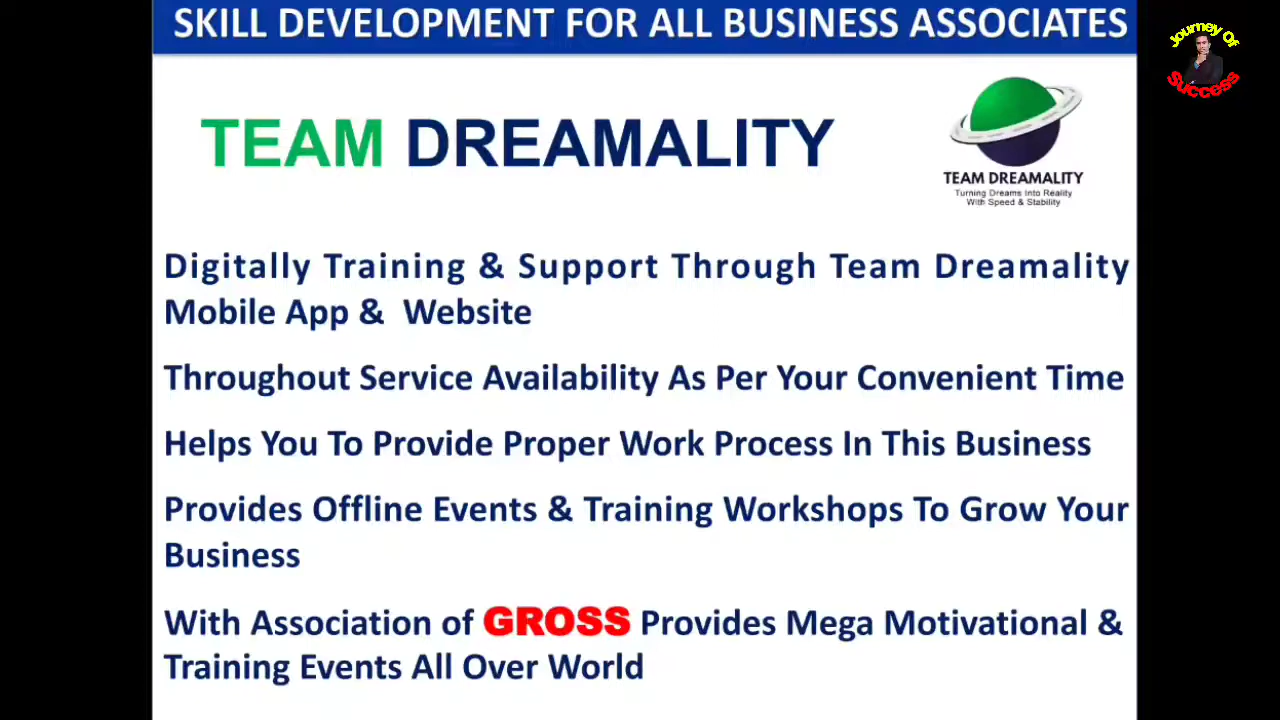 SKILL DEVELOPMENT FOR ALL BUSINESS ASSOCIATES
Journey Of
Success
TEAM DREAMALITY
TEAM DREAMALITY
Turning Dreams Into Reality
With Speed & Stability
Digitally Training & Support Through Team Dreamality
Mobile App & Website
Throughout Service Availability As Per Your Convenient Time
Helps You To Provide Proper Work Process In This Business
Provides Offline Events & Training Workshops To Grow Your
Business
With Association of GROSS Provides Mega Motivational &
Training Events All Over World